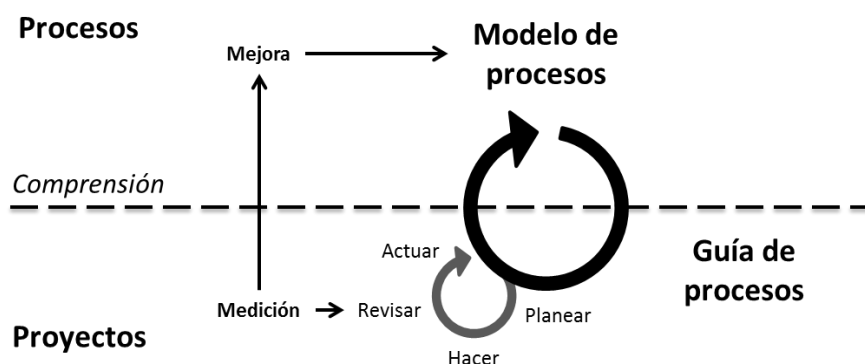 Procesos
Mejora
Modelo de
procesos
Comprensión
Actuar
Guía de
procesos
Medición
Revisar
Planear
Proyectos
Hacer